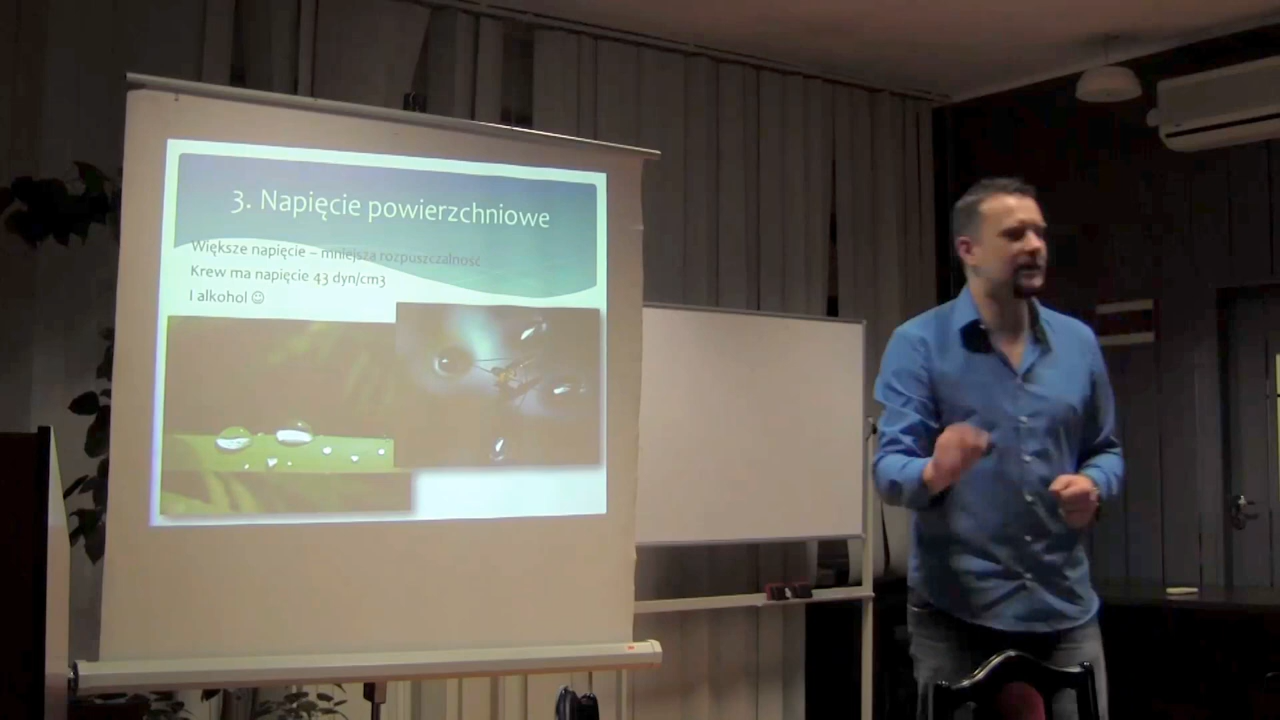 3. Napięcie powierzchniowe
Większe napięcie – mniejsza rozpuszczalność
Krew ma napięcie 43 dyn/cm3
I alkohol ☺